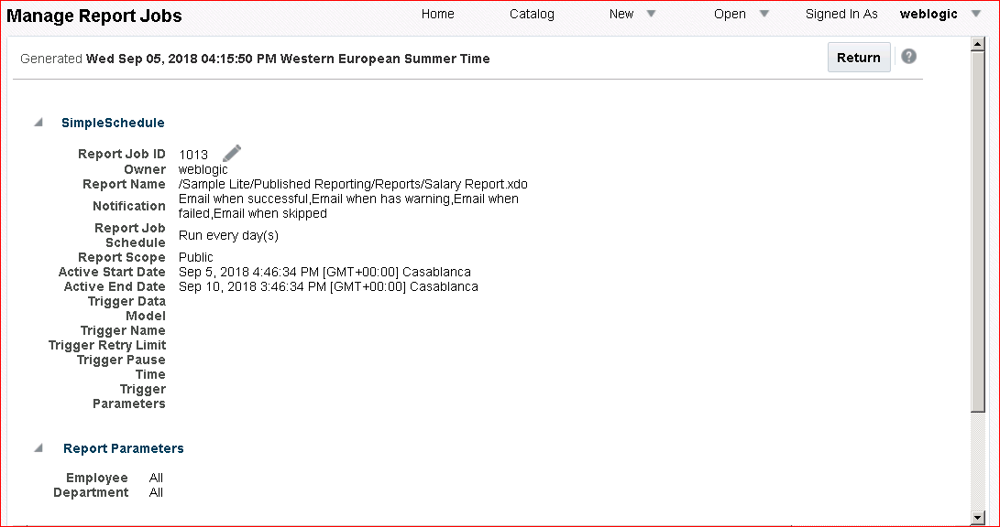 Manage Report Jobs Home Catalog New Open Signed In As weblogic
Generated Wed Sep 05, 2018 04:15:50 PM Western European Summer Time Return ?
SimpleSchedule
Report Job ID 1013
Owner weblogic
Report Name /Sample Lite/Published Reporting/Reports/Salary Report.xdo
Notification Email when successful,Email when has warning,Email when
failed,Email when skipped
Report Job
Schedule Run every day(s)
Report Scope Public
Active Start Date Sep 5, 2018 4:46:34 PM [GMT+00:00] Casablanca
Active End Date Sep 10, 2018 3:46:34 PM [GMT+00:00] Casablanca
Trigger Data
Model
Trigger Name
Trigger Retry Limit
Trigger Pause
Time
Trigger
Parameters
Report Parameters
Employee All
Department All